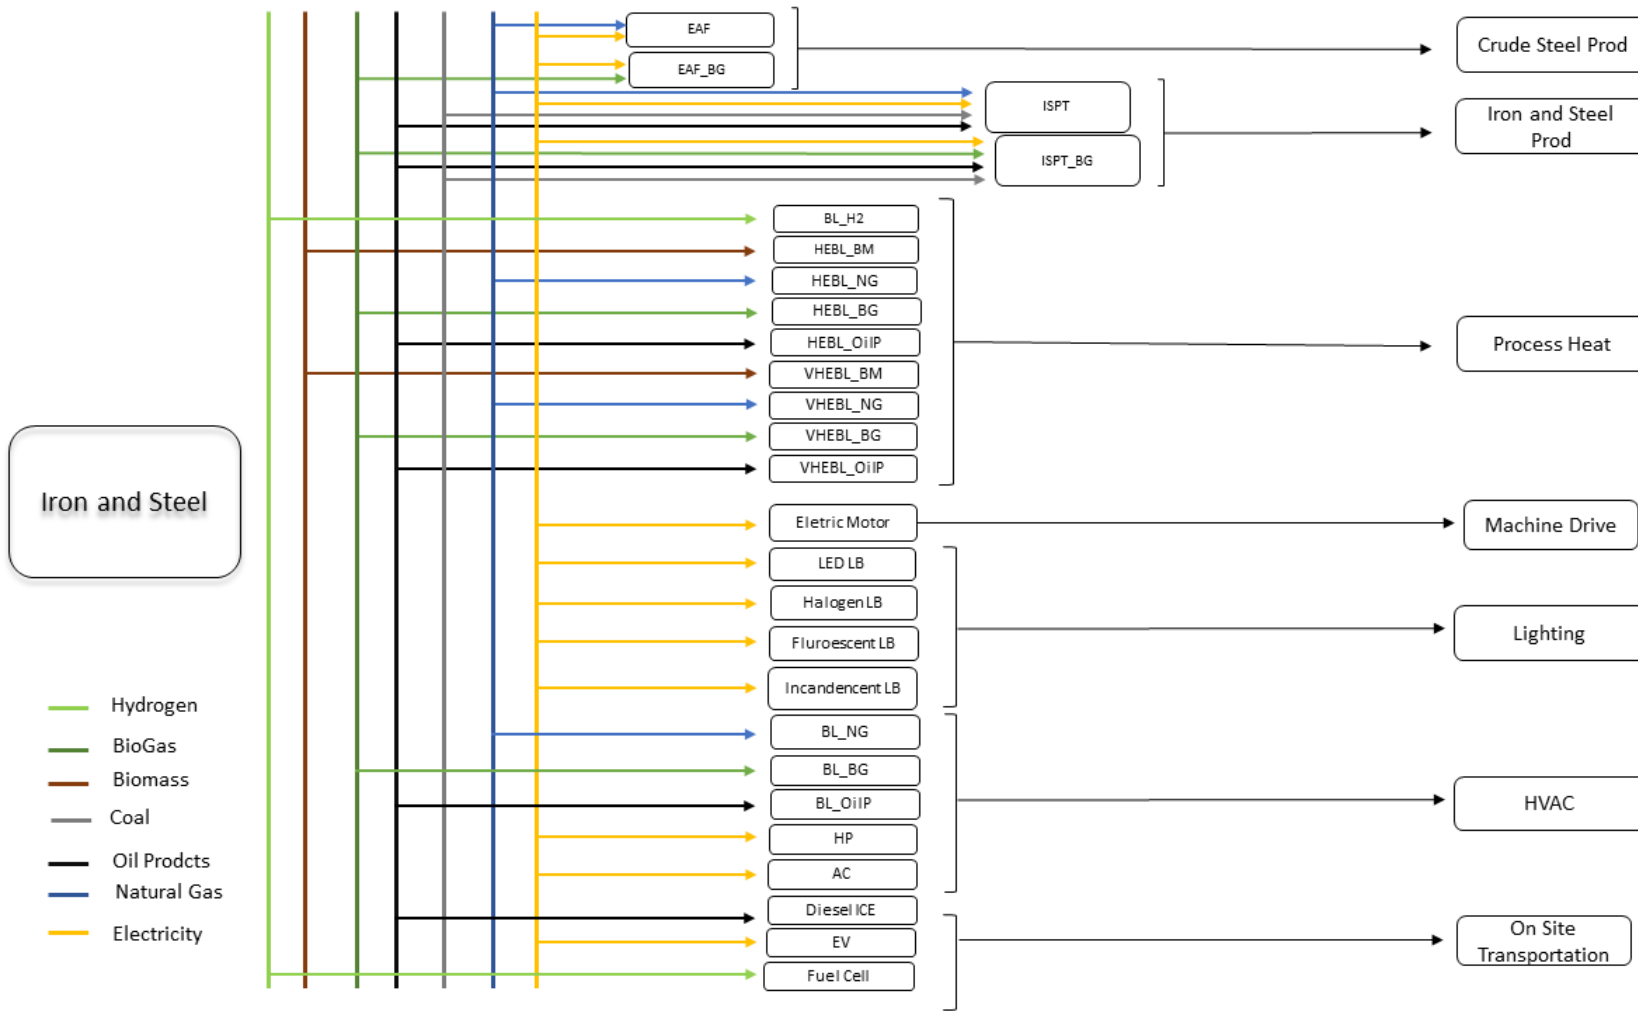 EAF
EAF_BG
Crude Steel Prod
ISPT
ISPT_BG
Iron and Steel
Prod
BL_H2
HEBL_BM
HEBL_NG
HEBL_BG
HEBL_OilP
VHEBL_BM
VHEBL_NG
VHEBL_BG
VHEBL_OilP
Process Heat
Iron and Steel
Eletric Motor
Machine Drive
LED LB
Halogen LB
Fluroescent LB
Incandencent LB
Lighting
BL_NG
BL_BG
BL_OilP
HP
AC
HVAC
Diesel ICE
EV
Fuel Cell
On Site
Transportation
Hydrogen
BioGas
Biomass
Coal
Oil Prodcts
Natural Gas
Electricity